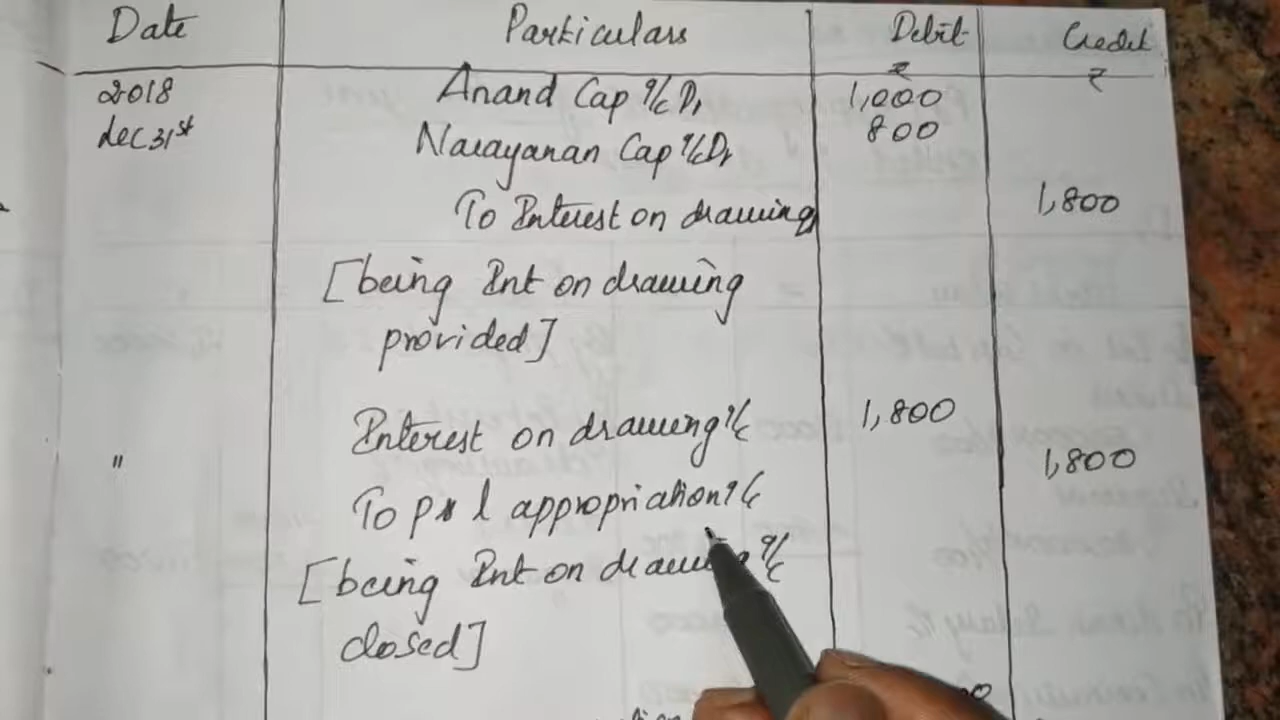 Date Particulars Debit Credit
₹ ₹
2018 Anand Cap a/c Dr 1,000
dec 31st Narayanan Cap a/c Dr 800
To Interest on drawing 1,800
[being Int on drawing
provided]
Interest on drawing a/c 1,800
" To p & l appropriation a/c 1,800
[being Int on drawing a/c
closed]